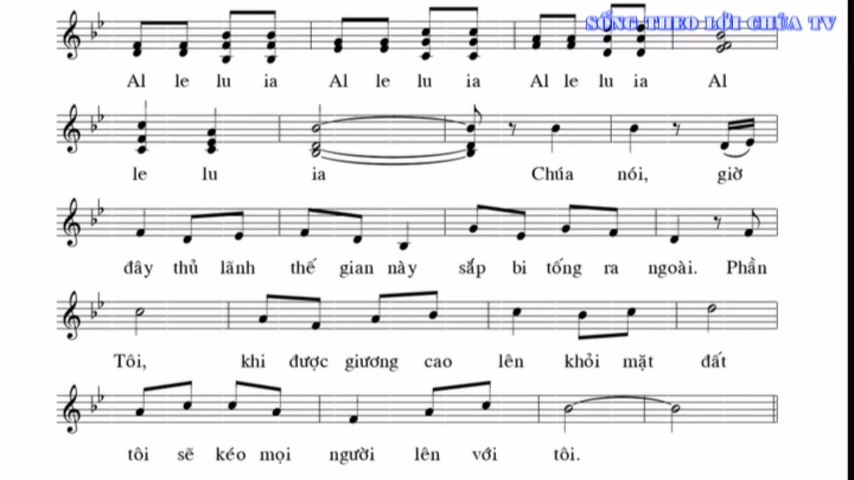 SỐNG THEO LỜI CHÚA TV
Al le lu ia Al le lu ia Al le lu ia Al
le lu ia Chúa nói, giờ
đây thủ lãnh thế gian này sắp bi tống ra ngoài. Phần
Tôi, khi được giương cao lên khỏi mặt đất
tôi sẽ kéo mọi người lên với tôi.